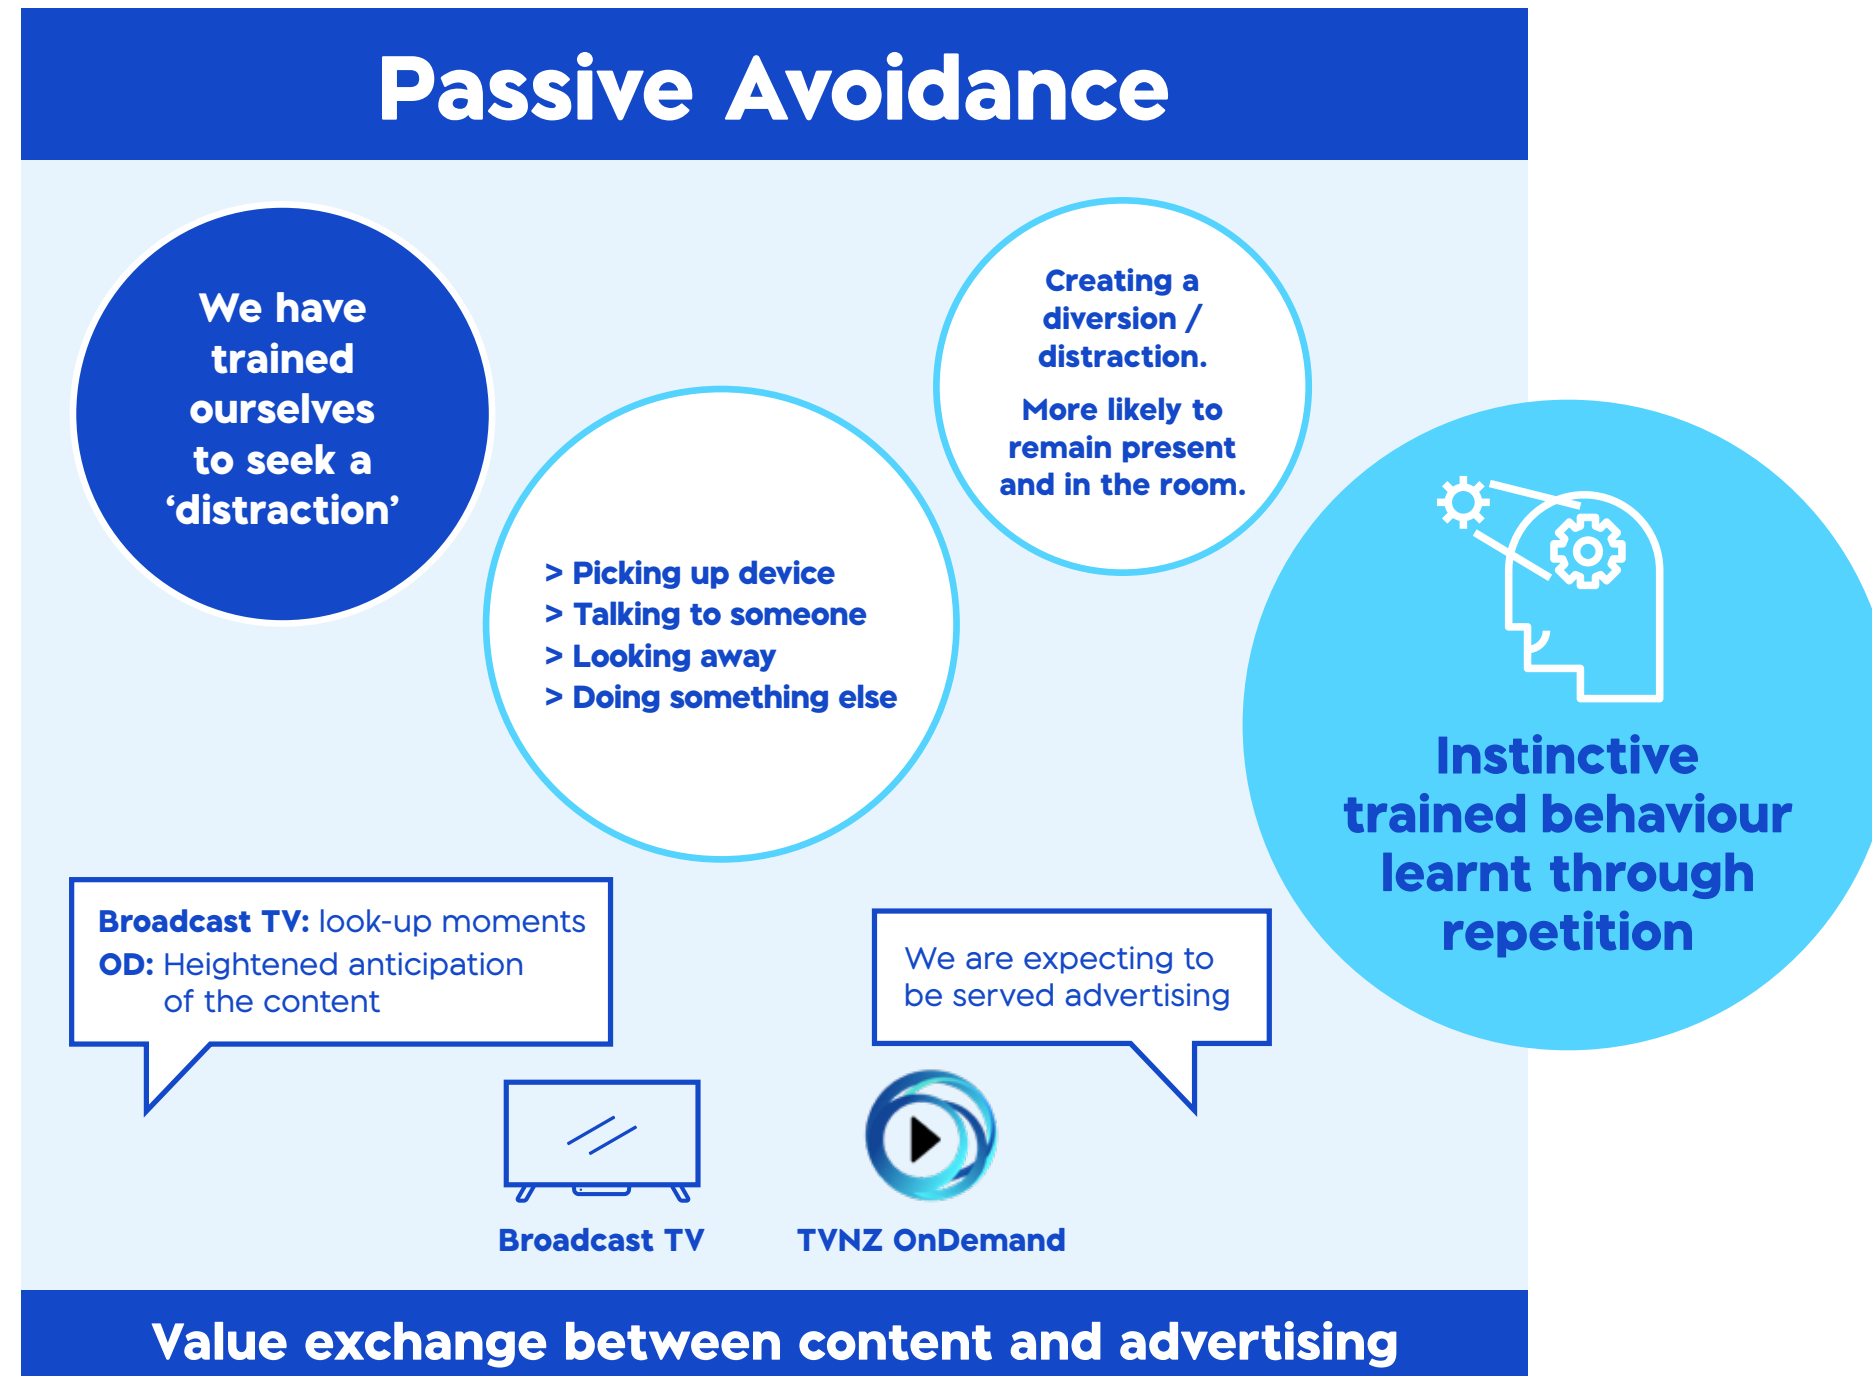 Passive Avoidance
We have
trained
ourselves
to seek a
‘distraction’
> Picking up device
> Talking to someone
> Looking away
> Doing something else
Creating a
diversion /
distraction.
More likely to
remain present
and in the room.
Instinctive
trained behaviour
learnt through
repetition
Broadcast TV: look-up moments
OD: Heightened anticipation
of the content
We are expecting to
be served advertising
Broadcast TV
TVNZ OnDemand
Value exchange between content and advertising